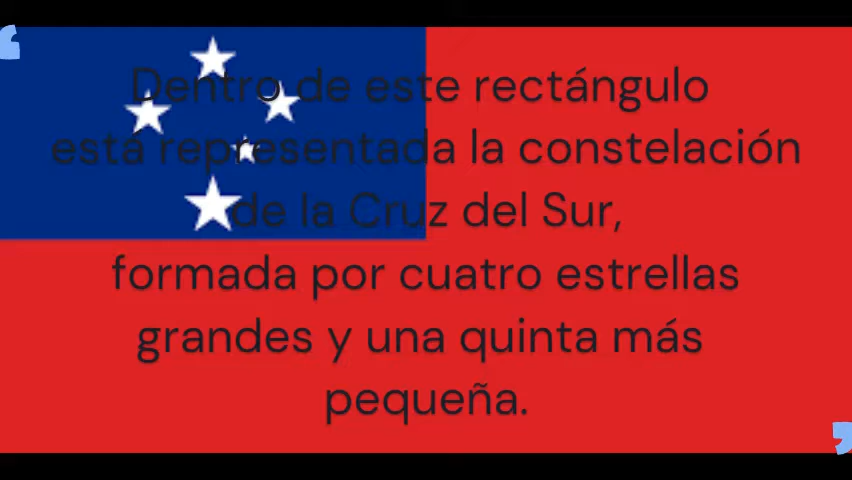 Dentro de este rectángulo
está representada la constelación
de la Cruz del Sur,
formada por cuatro estrellas
grandes y una quinta más
pequeña.